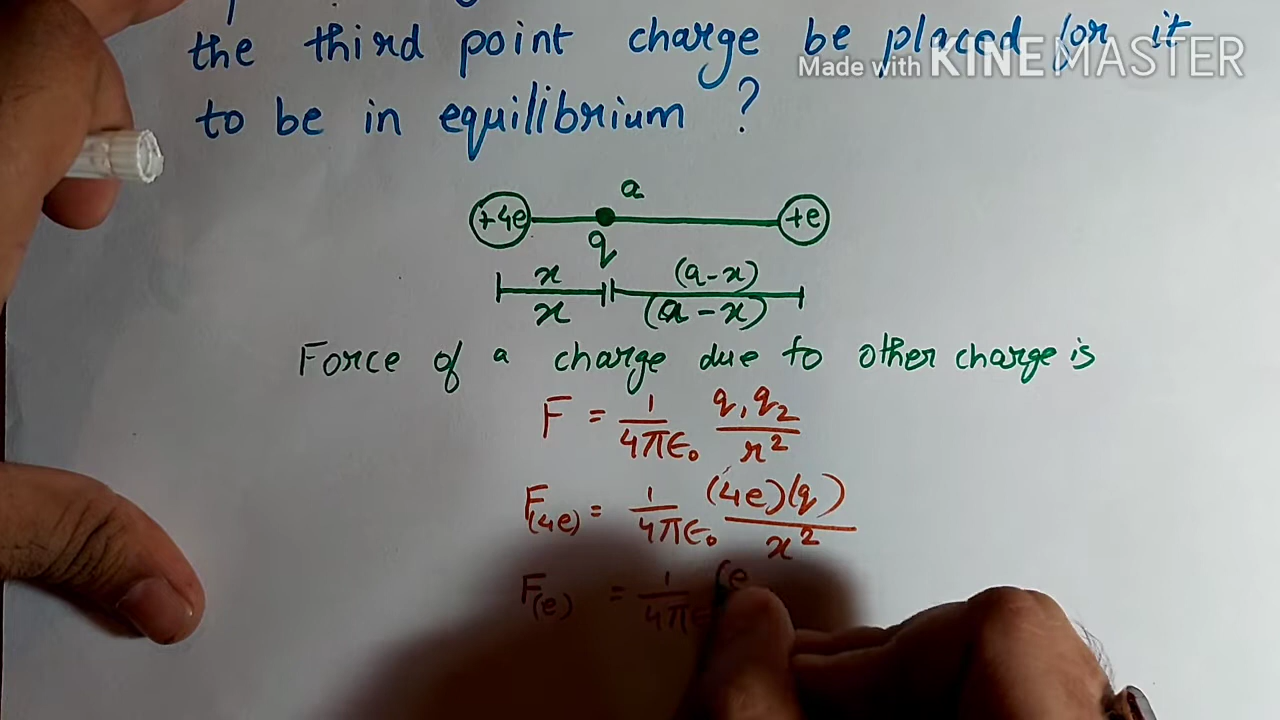 the third point charge be placed for it
Made with KINEMASTER
to be in equilibrium ?
a
+4e +e
q
x (a-x)
x (a-x)
Force of a charge due to other charge is
F = 1/4πϵ₀ q₁q₂/r²
F(4e) = 1/4πϵ₀ (4e)(q)/x²
F(e) = 1/4πϵ (e